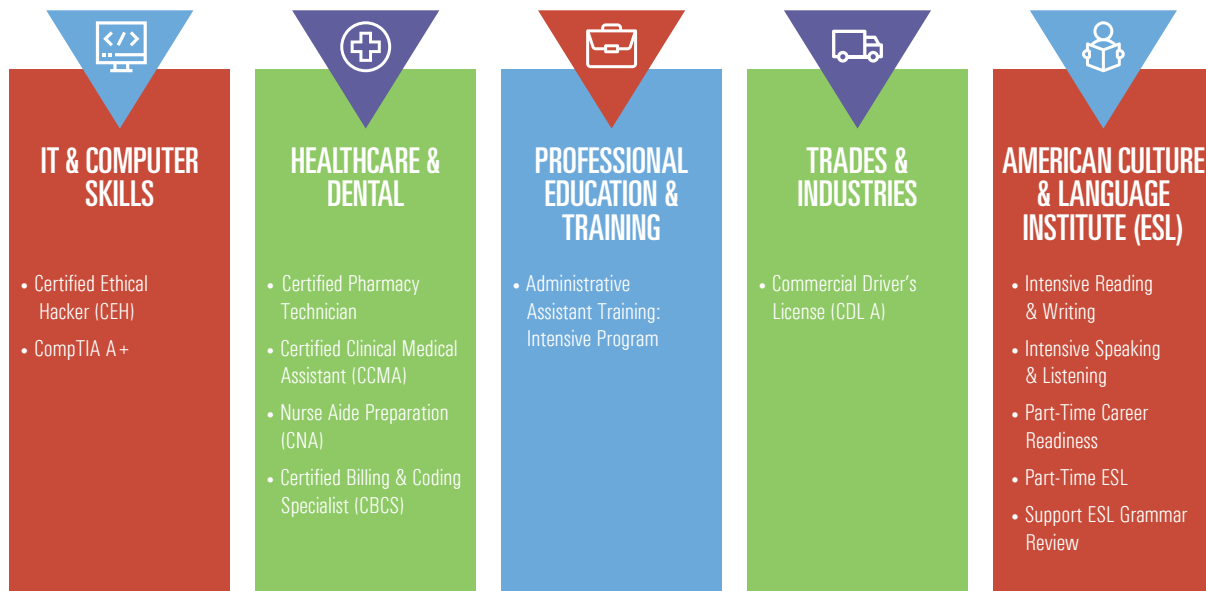 IT & COMPUTER
SKILLS
• Certified Ethical
Hacker (CEH)
• CompTIA A+
HEALTHCARE &
DENTAL
• Certified Pharmacy
Technician
• Certified Clinical Medical
Assistant (CCMA)
• Nurse Aide Preparation
(CNA)
• Certified Billing & Coding
Specialist (CBCS)
PROFESSIONAL
EDUCATION &
TRAINING
• Administrative
Assistant Training:
Intensive Program
TRADES &
INDUSTRIES
• Commercial Driver’s
License (CDL A)
AMERICAN CULTURE
& LANGUAGE
INSTITUTE (ESL)
• Intensive Reading
& Writing
• Intensive Speaking
& Listening
• Part-Time Career
Readiness
• Part-Time ESL
• Support ESL Grammar
Review